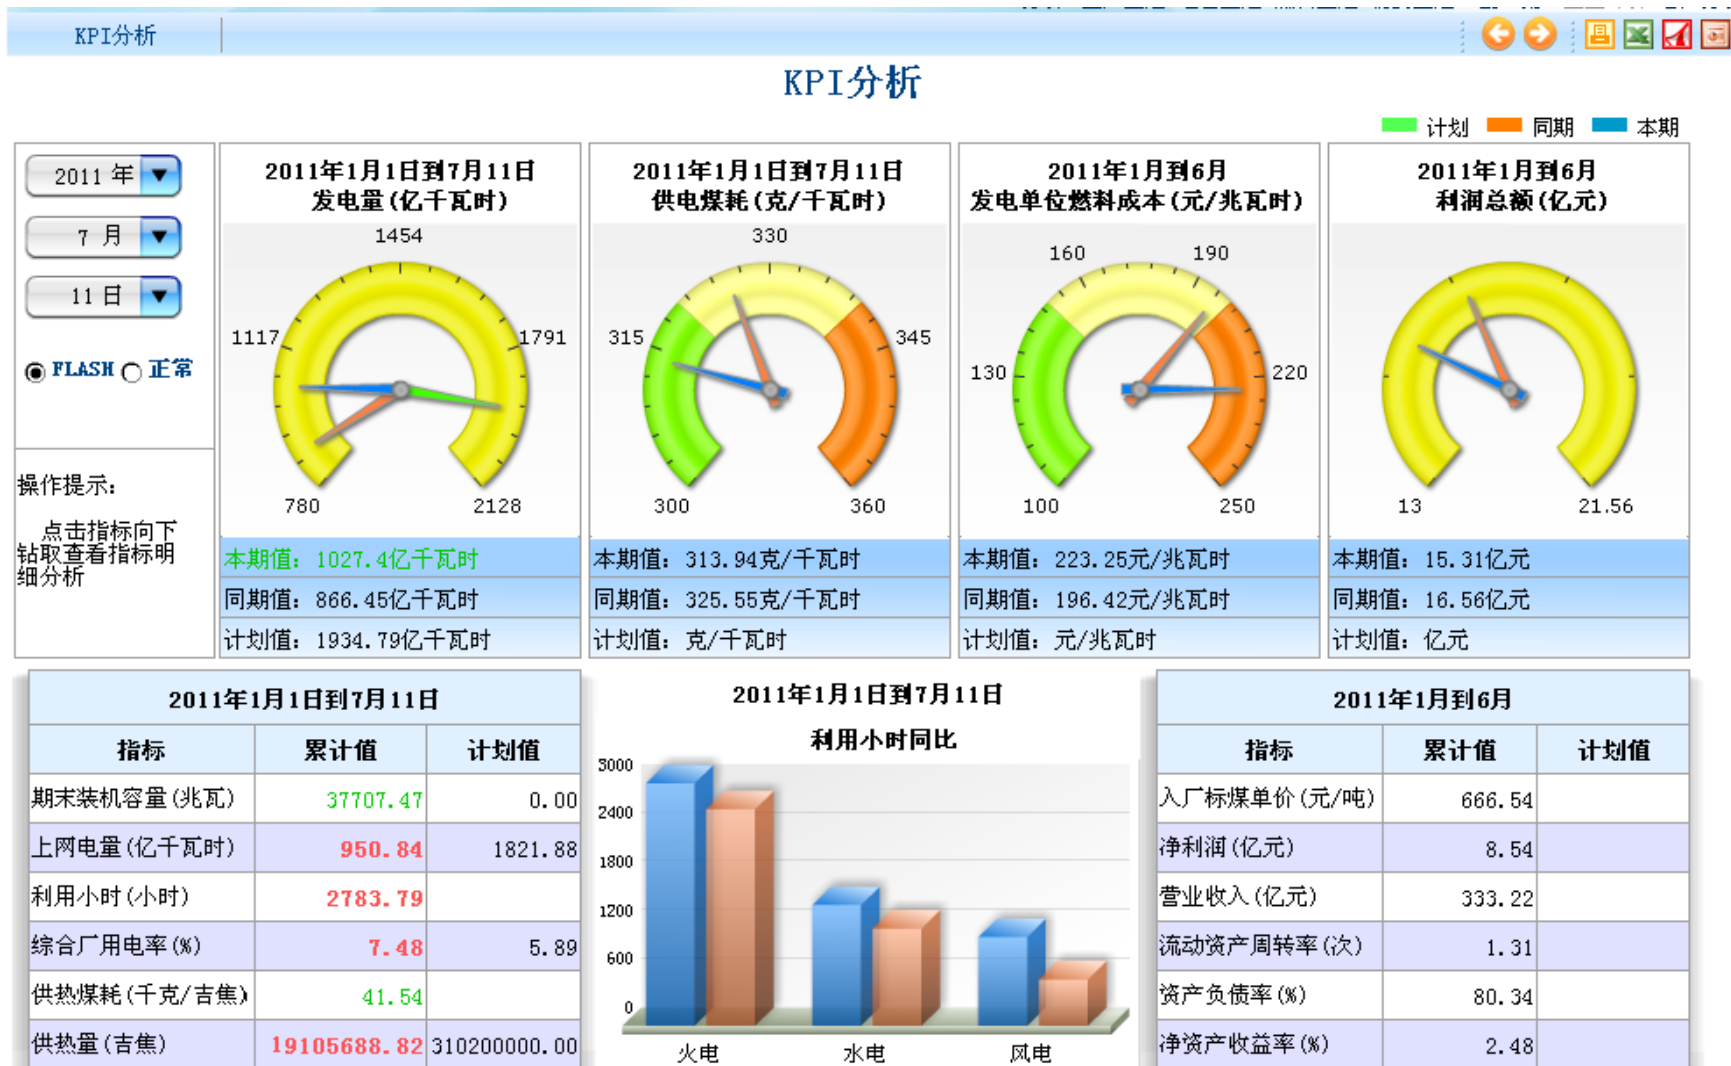 KPI分析
KPI分析
计划 同期 本期
2011 年
7 月
11 日
FLASH 正常
操作提示:
点击指标向下
钻取查看指标明
细分析
2011年1月1日到7月11日
发电量(亿千瓦时)
1454
1117
1791
780
2128
本期值: 1027.4亿千瓦时
同期值: 866.45亿千瓦时
计划值: 1934.79亿千瓦时
2011年1月1日到7月11日
供电煤耗(克/千瓦时)
330
315
345
300
360
本期值: 313.94克/千瓦时
同期值: 325.55克/千瓦时
计划值: 克/千瓦时
2011年1月到6月
发电单位燃料成本(元/兆瓦时)
160
190
130
220
100
250
本期值: 223.25元/兆瓦时
同期值: 196.42元/兆瓦时
计划值: 元/兆瓦时
2011年1月到6月
利润总额(亿元)
13
21.56
本期值: 15.31亿元
同期值: 16.56亿元
计划值: 亿元
2011年1月1日到7月11日
指标 累计值 计划值
期末装机容量(兆瓦) 37707.47 0.00
上网电量(亿千瓦时) 950.84 1821.88
利用小时(小时) 2783.79
综合厂用电率(%) 7.48 5.89
供热煤耗(千克/吉焦) 41.54
供热量(吉焦) 19105688.82 310200000.00
2011年1月1日到7月11日
利用小时同比
3000
2400
1800
1200
600
0
火电 水电 风电
2011年1月到6月
指标 累计值 计划值
入厂标煤单价(元/吨) 666.54
净利润(亿元) 8.54
营业收入(亿元) 333.22
流动资产周转率(次) 1.31
资产负债率(%) 80.34
净资产收益率(%) 2.48